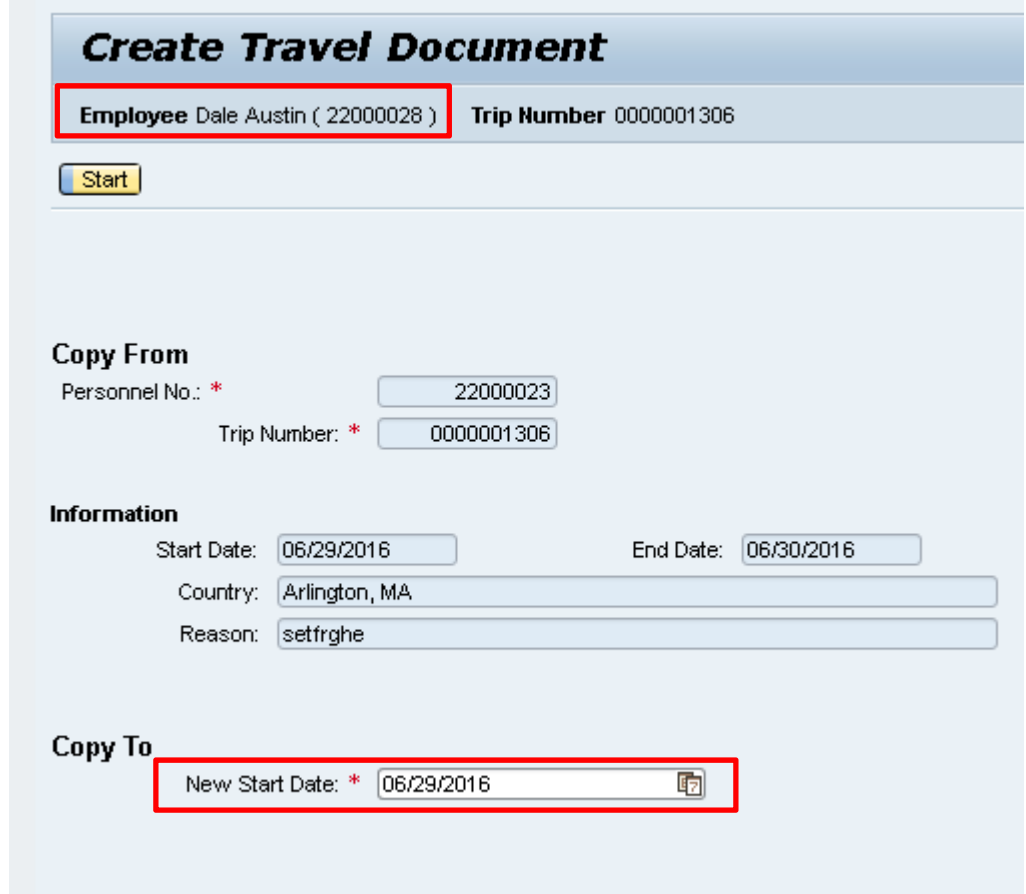 Create Travel Document
Employee Dale Austin ( 22000028 ) Trip Number 0000001306
Start
Copy From
Personnel No.: * 22000023
Trip Number: * 0000001306
Information
Start Date: 06/29/2016 End Date: 06/30/2016
Country: Arlington, MA
Reason: setfrghe
Copy To
New Start Date: * 06/29/2016